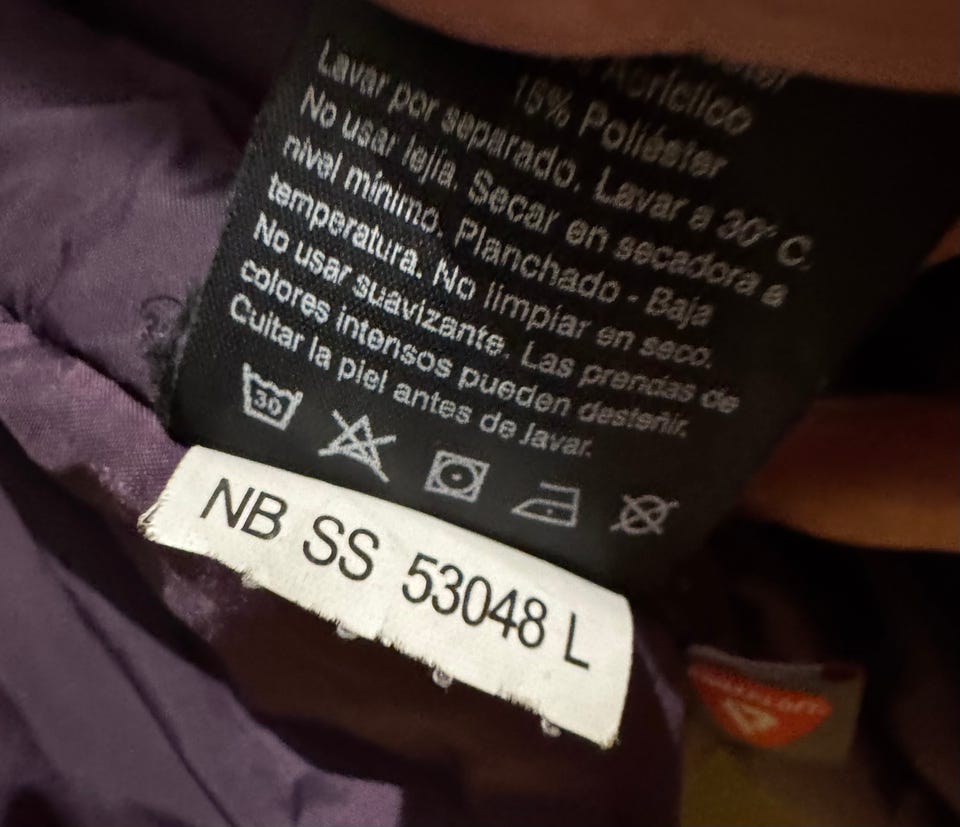 Acrílico
15% Poliéster
Lavar por separado. Lavar a 30° C.
No usar lejía. Secar en secadora a
nivel mínimo. Planchado - Baja
temperatura. No limpiar en seco.
No usar suavizante. Las prendas de
colores intensos pueden desteñir.
Quitar la piel antes de lavar.
30
NB SS 53048 L